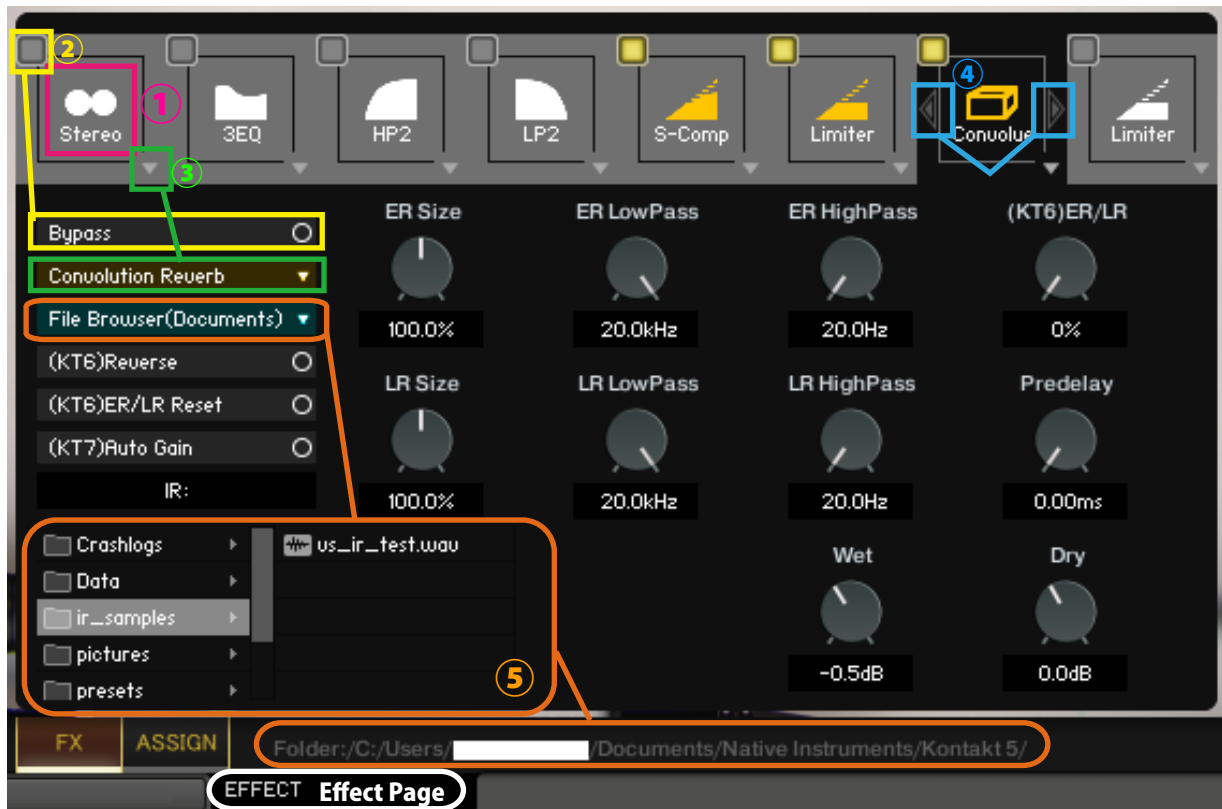 ②
①
③
④
Stereo
3EQ
HP2
LP2
S-Comp
Limiter
Convolue
Limiter
Bypass
Convolution Reverb
File Browser(Documents)
(KT6)Reverse
(KT6)ER/LR Reset
(KT7)Auto Gain
IR:
ER Size
ER LowPass
ER HighPass
(KT6)ER/LR
100.0%
20.0kHz
20.0Hz
0%
LR Size
LR LowPass
LR HighPass
Predelay
100.0%
20.0kHz
20.0Hz
0.00ms
Wet
Dry
-0.5dB
0.0dB
Crashlogs
Data
ir_samples
pictures
presets
us_ir_test.wav
⑤
FX
ASSIGN
Folder:/C:/Users/ /Documents/Native Instruments/Kontakt 5/
EFFECT Effect Page